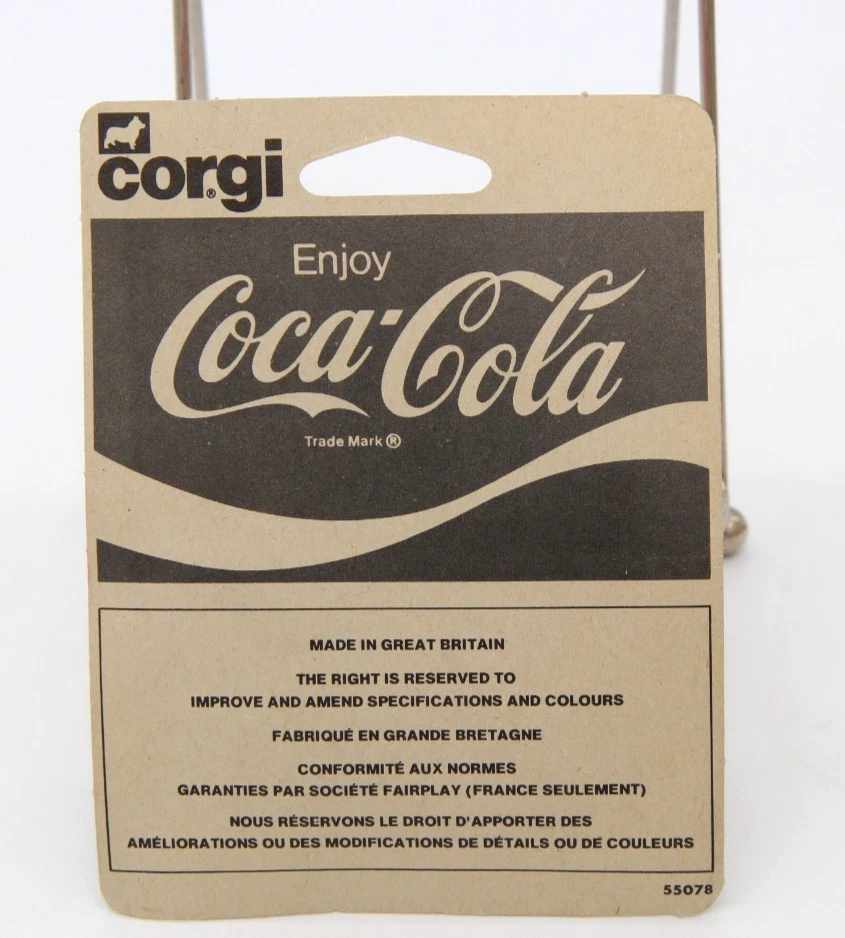 corgi®
Enjoy
Coca-Cola
Trade Mark ®
MADE IN GREAT BRITAIN
THE RIGHT IS RESERVED TO
IMPROVE AND AMEND SPECIFICATIONS AND COLOURS
FABRIQUÉ EN GRANDE BRETAGNE
CONFORMITÉ AUX NORMES
GARANTIES PAR SOCIÉTÉ FAIRPLAY (FRANCE SEULEMENT)
NOUS RÉSERVONS LE DROIT D'APPORTER DES
AMÉLIORATIONS OU DES MODIFICATIONS DE DÉTAILS OU DE COULEURS
55078